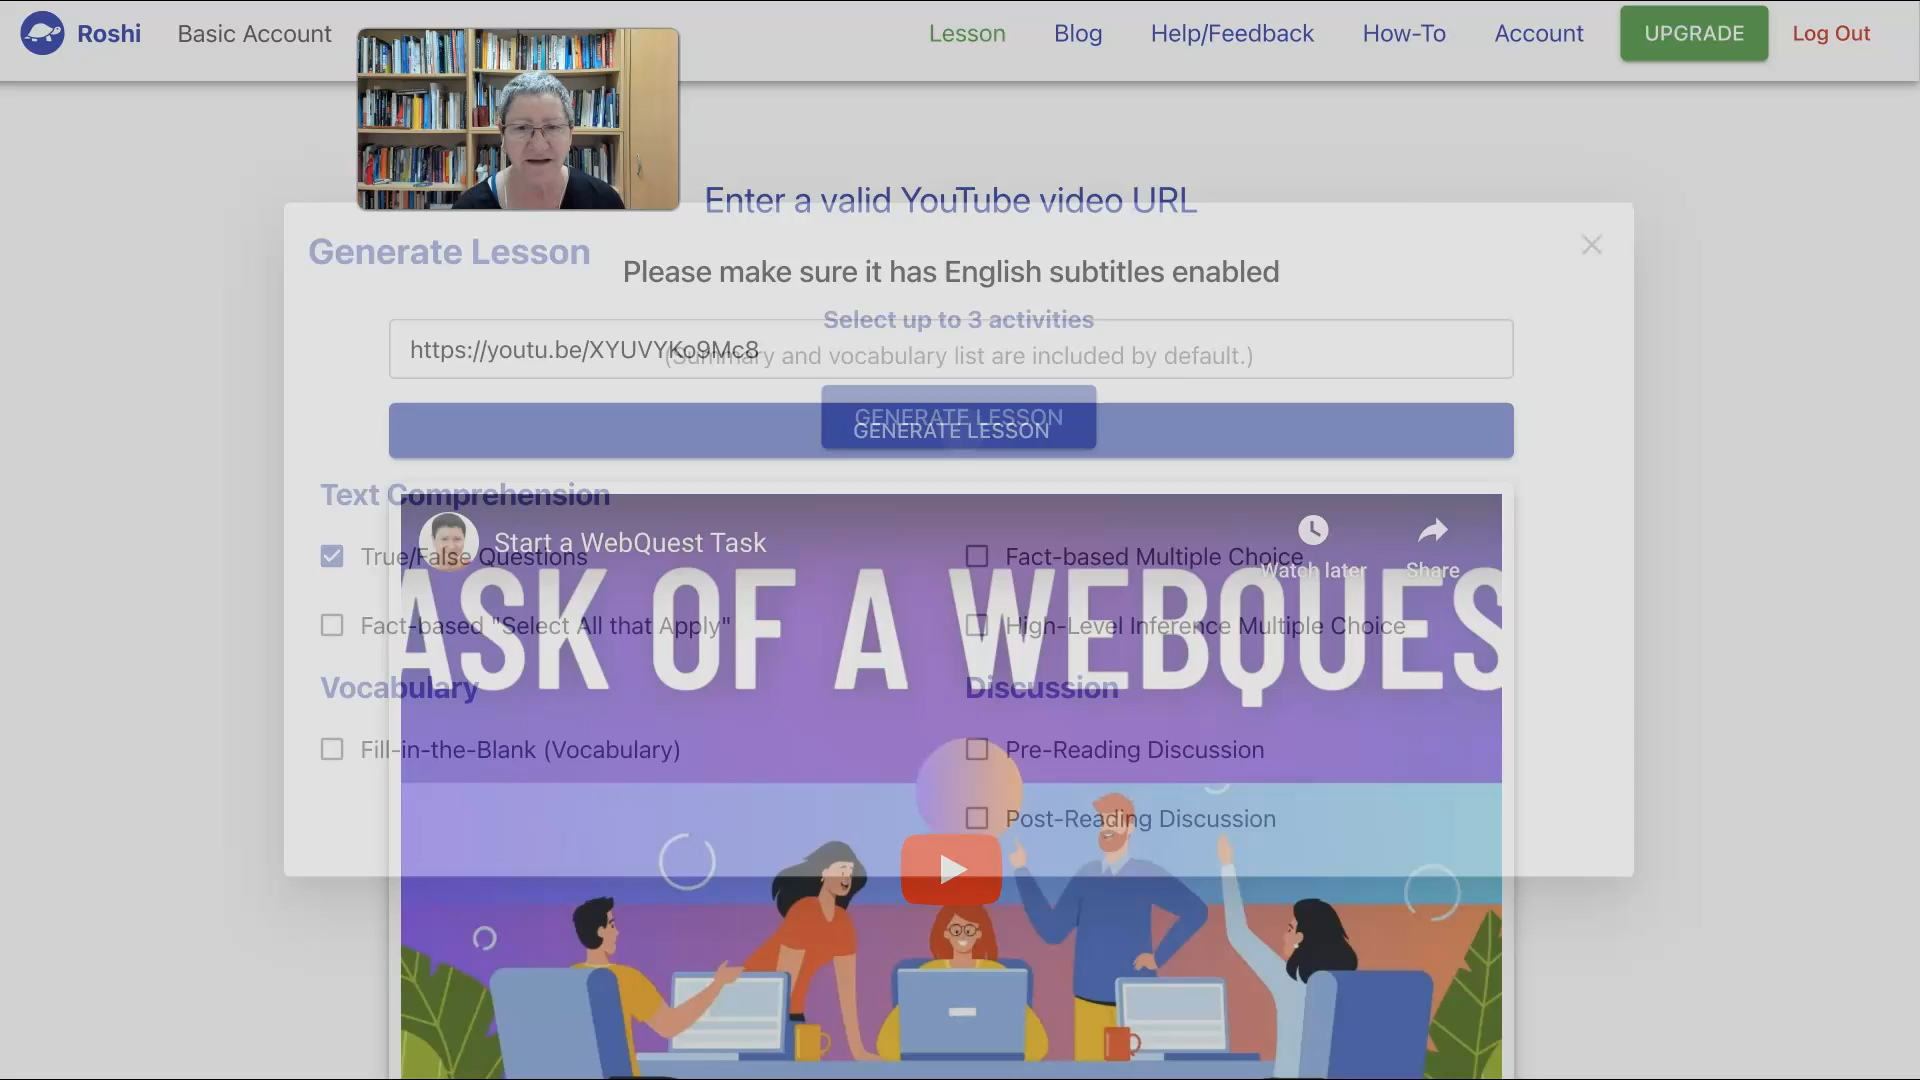 Roshi
Basic Account
Lesson
Blog
Help/Feedback
How-To
Account
UPGRADE
Log Out
Enter a valid YouTube video URL
Generate Lesson
Please make sure it has English subtitles enabled
Select up to 3 activities
https://youtu.be/XYUVYKo9Mc8
(Summary and vocabulary list are included by default.)
GENERATE LESSON
GENERATE LESSON
Text Comprehension
Start a WebQuest Task
Watch later
Share
True/False Questions
Fact-based Multiple Choice
ASK OF A WEBQUES
Fact-based "Select All that Apply"
High-Level Inference Multiple Choice
Vocabulary
Discussion
Fill-in-the-Blank (Vocabulary)
Pre-Reading Discussion
Post-Reading Discussion